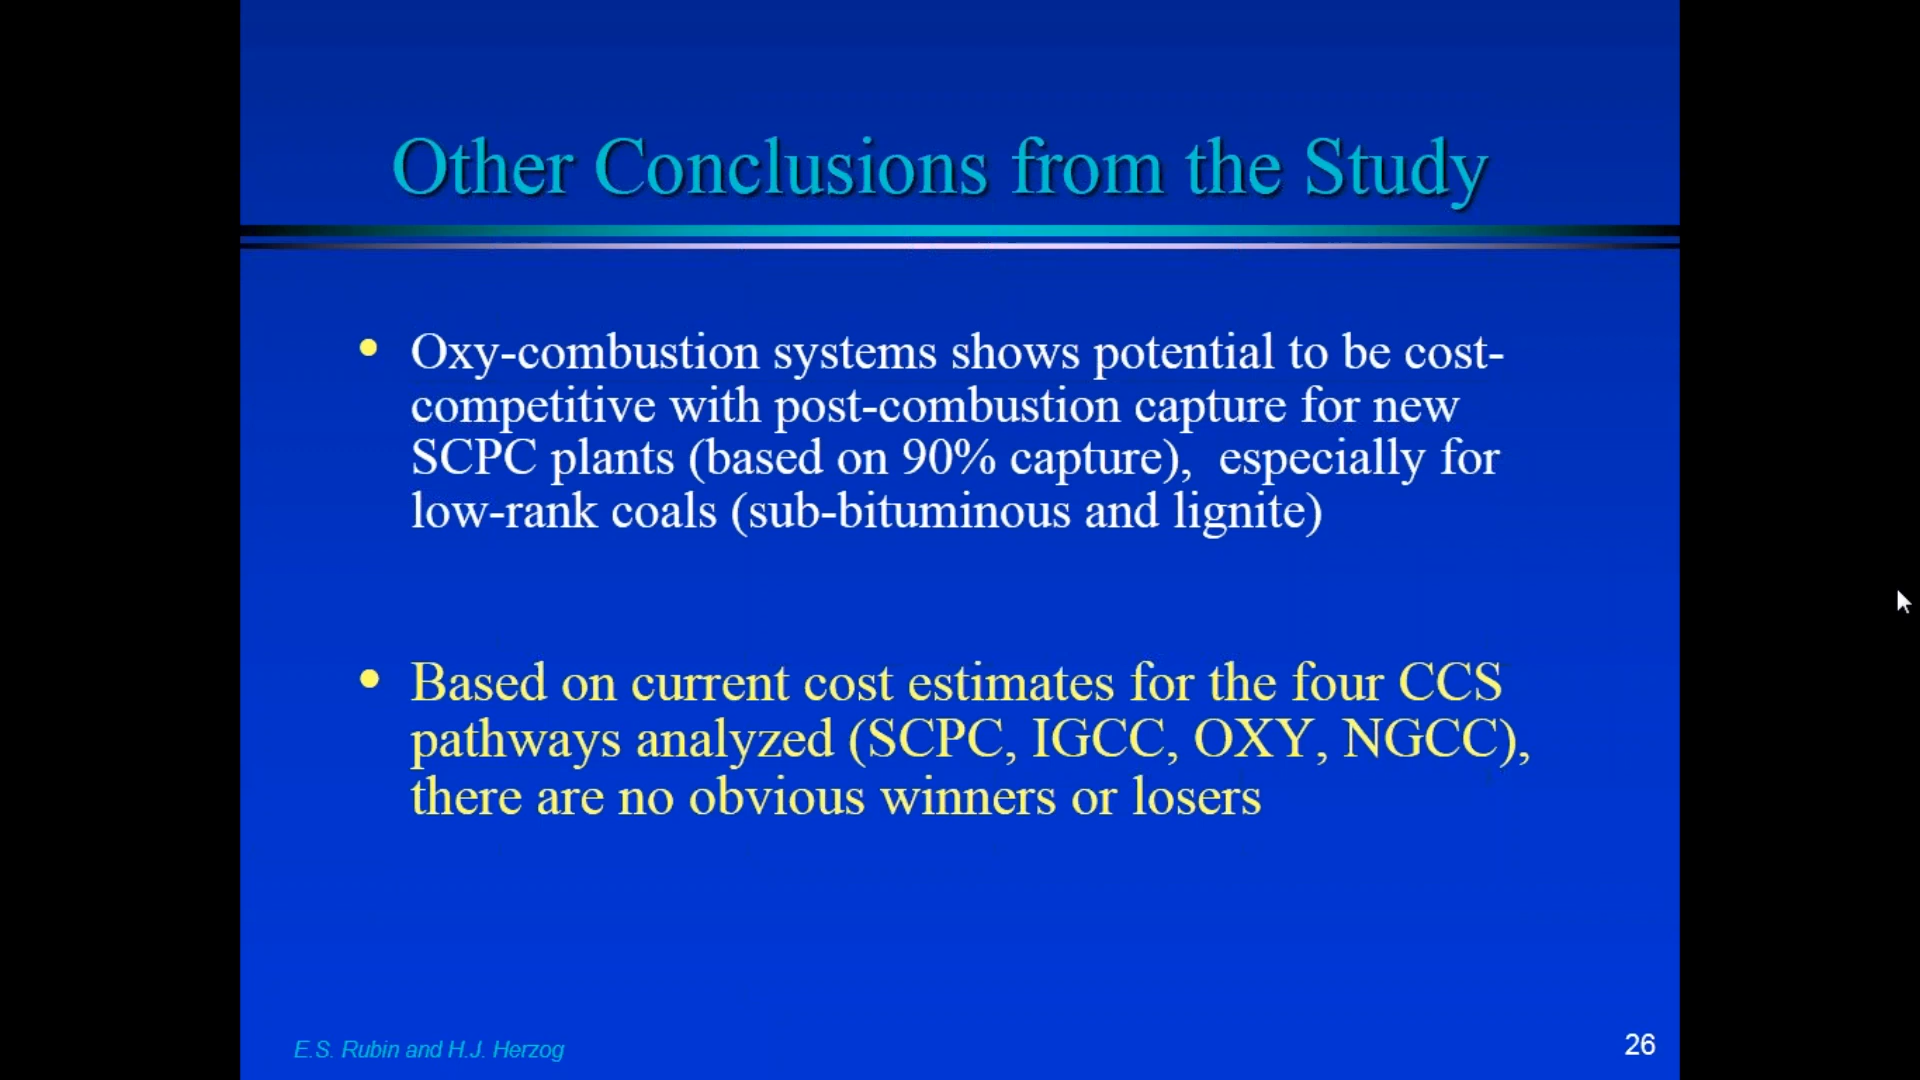 Other Conclusions from the Study
• Oxy-combustion systems shows potential to be cost-
competitive with post-combustion capture for new
SCPC plants (based on 90% capture),  especially for
low-rank coals (sub-bituminous and lignite)
• Based on current cost estimates for the four CCS
pathways analyzed (SCPC, IGCC, OXY, NGCC),
there are no obvious winners or losers
E.S. Rubin and H.J. Herzog
26